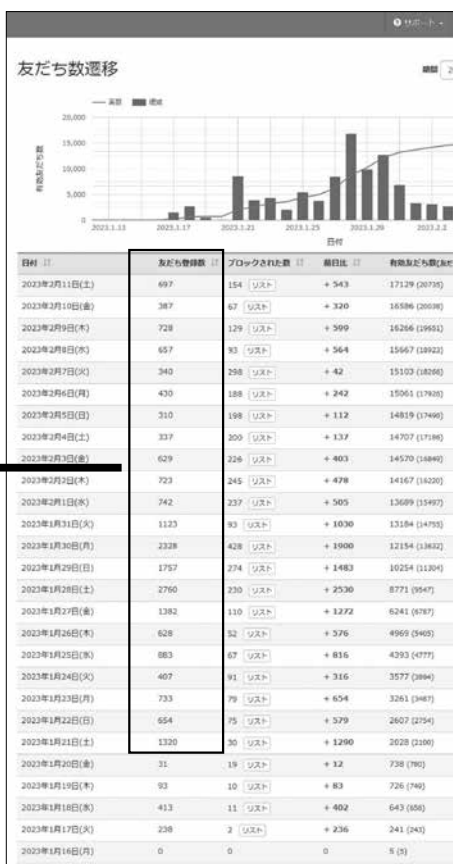 サポート
友だち数遷移
期間 2
実数 増減
20,000
15,000
10,000
5,000
0
有効友だち数
2023.1.13 2023.1.17 2023.1.21 2023.1.25 2023.1.29 2023.2.2
日付
日付 友だち登録数 ブロックされた数 前日比 有効友だち数(友だ
2023年2月11日(土) 697 154 リスト + 543 17129 (20735)
2023年2月10日(金) 387 67 リスト + 320 16586 (20038)
2023年2月9日(木) 728 129 リスト + 599 16266 (19651)
2023年2月8日(水) 657 93 リスト + 564 15667 (18923)
2023年2月7日(火) 340 298 リスト + 42 15103 (18266)
2023年2月6日(月) 430 188 リスト + 242 15061 (17926)
2023年2月5日(日) 310 198 リスト + 112 14819 (17496)
2023年2月4日(土) 337 200 リスト + 137 14707 (17186)
2023年2月3日(金) 629 226 リスト + 403 14570 (16849)
2023年2月2日(木) 723 245 リスト + 478 14167 (16220)
2023年2月1日(水) 742 237 リスト + 505 13689 (15497)
2023年1月31日(火) 1123 93 リスト + 1030 13184 (14755)
2023年1月30日(月) 2328 428 リスト + 1900 12154 (13632)
2023年1月29日(日) 1757 274 リスト + 1483 10254 (11304)
2023年1月28日(土) 2760 230 リスト + 2530 8771 (9547)
2023年1月27日(金) 1382 110 リスト + 1272 6241 (6787)
2023年1月26日(木) 628 52 リスト + 576 4969 (5405)
2023年1月25日(水) 883 67 リスト + 816 4393 (4777)
2023年1月24日(火) 407 91 リスト + 316 3577 (3894)
2023年1月23日(月) 733 79 リスト + 654 3261 (3487)
2023年1月22日(日) 654 75 リスト + 579 2607 (2754)
2023年1月21日(土) 1320 30 リスト + 1290 2028 (2100)
2023年1月20日(金) 31 19 リスト + 12 738 (780)
2023年1月19日(木) 93 10 リスト + 83 726 (749)
2023年1月18日(水) 413 11 リスト + 402 643 (656)
2023年1月17日(火) 238 2 リスト + 236 241 (243)
2023年1月16日(月) 0 0 0 5 (5)